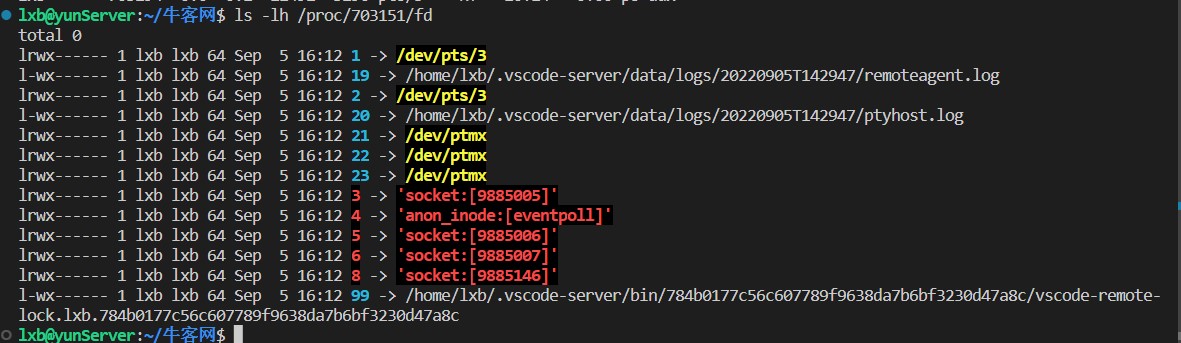 lxb@yunServer:~/牛客网$ ls -lh /proc/703151/fd
total 0
lrwx------ 1 lxb lxb 64 Sep  5 16:12 1 -> /dev/pts/3
l-wx------ 1 lxb lxb 64 Sep  5 16:12 19 -> /home/lxb/.vscode-server/data/logs/20220905T142947/remoteagent.log
lrwx------ 1 lxb lxb 64 Sep  5 16:12 2 -> /dev/pts/3
l-wx------ 1 lxb lxb 64 Sep  5 16:12 20 -> /home/lxb/.vscode-server/data/logs/20220905T142947/ptyhost.log
lrwx------ 1 lxb lxb 64 Sep  5 16:12 21 -> /dev/ptmx
lrwx------ 1 lxb lxb 64 Sep  5 16:12 22 -> /dev/ptmx
lrwx------ 1 lxb lxb 64 Sep  5 16:12 23 -> /dev/ptmx
lrwx------ 1 lxb lxb 64 Sep  5 16:12 3 -> 'socket:[9885005]'
lrwx------ 1 lxb lxb 64 Sep  5 16:12 4 -> 'anon_inode:[eventpoll]'
lrwx------ 1 lxb lxb 64 Sep  5 16:12 5 -> 'socket:[9885006]'
lrwx------ 1 lxb lxb 64 Sep  5 16:12 6 -> 'socket:[9885007]'
lrwx------ 1 lxb lxb 64 Sep  5 16:12 8 -> 'socket:[9885146]'
l-wx------ 1 lxb lxb 64 Sep  5 16:12 99 -> /home/lxb/.vscode-server/bin/784b0177c56c607789f9638da7b6bf3230d47a8c/vscode-remote-
lock.lxb.784b0177c56c607789f9638da7b6bf3230d47a8c
lxb@yunServer:~/牛客网$